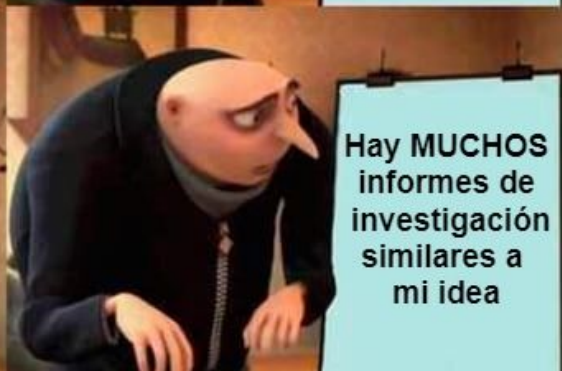 Hay MUCHOS
informes de
investigación
similares a
mi idea